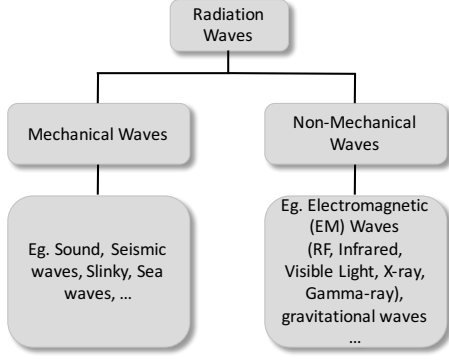 Radiation
Waves
Mechanical Waves
Non-Mechanical
Waves
Eg. Sound, Seismic
waves, Slinky, Sea
waves, ...
Eg. Electromagnetic
(EM) Waves
(RF, Infrared,
Visible Light, X-ray,
Gamma-ray),
gravitational waves
...